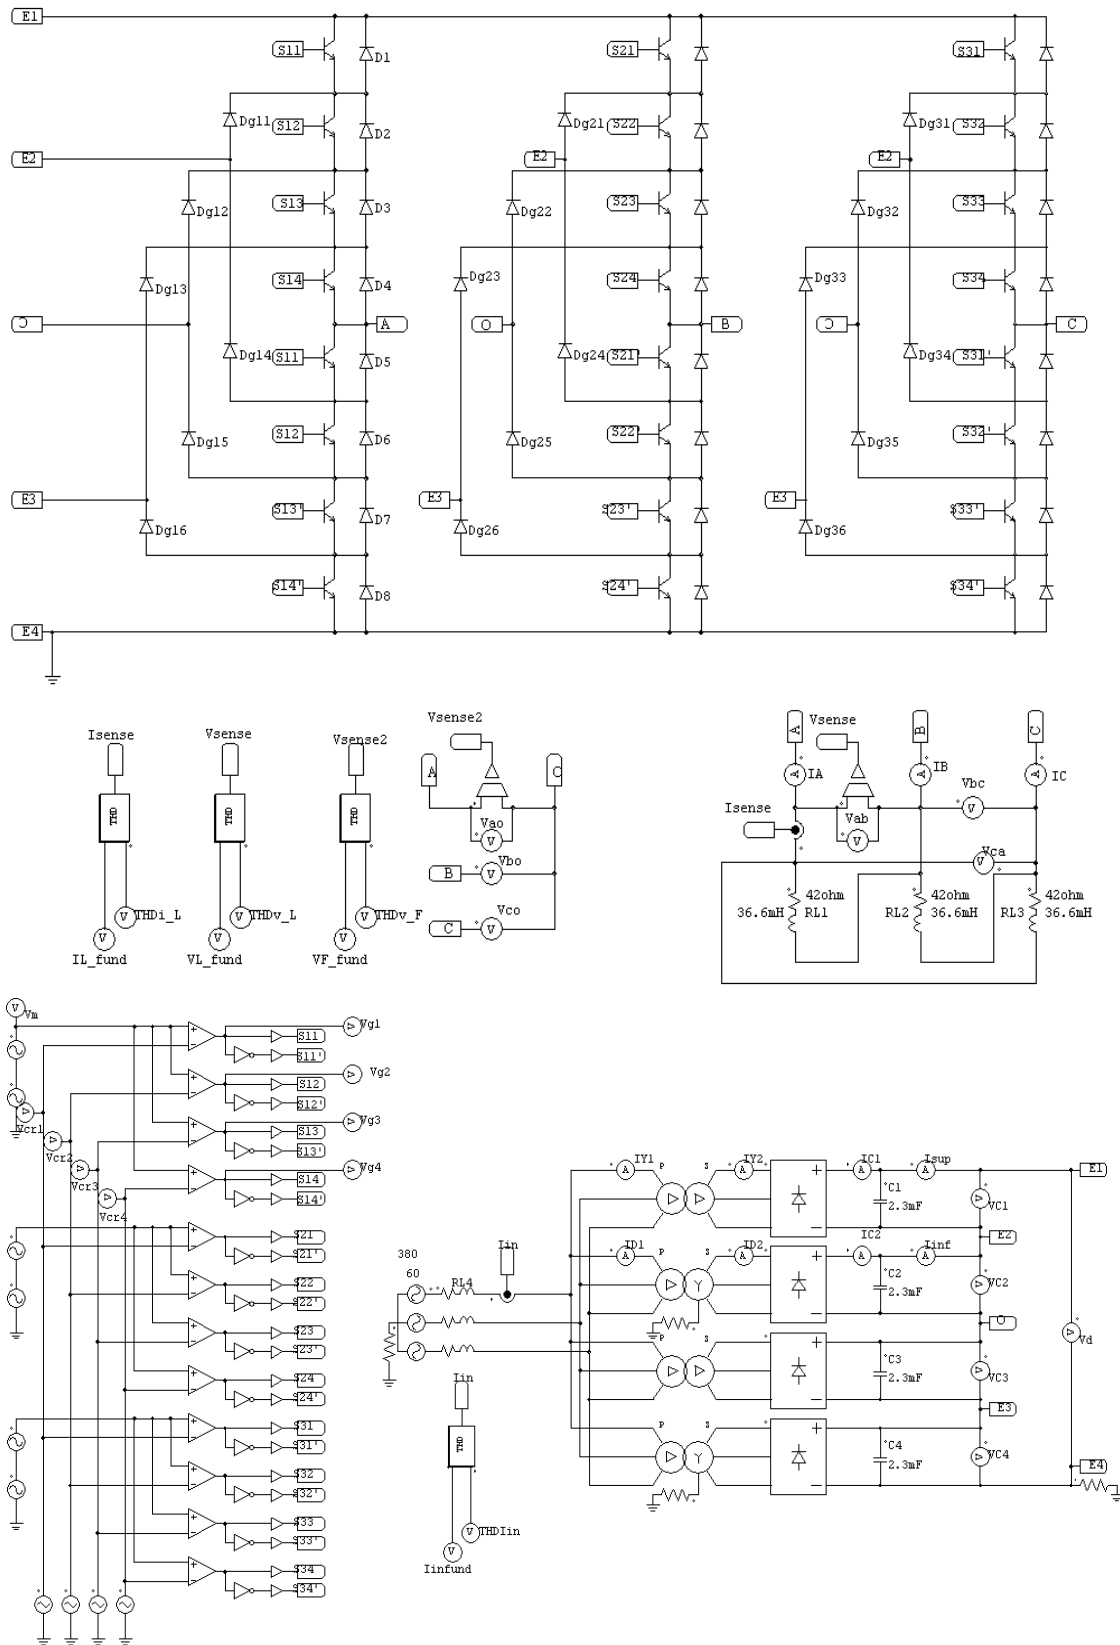 E1
S11 D1 S21 S31
Dg11 S12 D2 Dg21 S22 Dg31 S32
E2 E2 E2
Dg12 S13 D3 Dg22 S23 Dg32 S33
Dg13 S14 D4 Dg23 S24 Dg33 S34
O A O B O C
Dg14 S11 D5 Dg24 S21' Dg34 S31'
Dg15 S12 D6 Dg25 S22' Dg35 S32'
E3 E3 E3
Dg16 S13' D7 Dg26 S23' Dg36 S33'
S14' D8 S24' S34'
E4
Isense Vsense Vsense2
THD THD THD
THDi_L THDv_L THDv_F
IL_fund VL_fund VF_fund
Vsense2
A O
Vao
V
B V Vbo
C V Vco
A Vsense B C
A IA A IB A IC
Vbc
V
Isense
Vab
V
Vca
V
42ohm 42ohm 42ohm
36.6mH RL1 RL2 36.6mH RL3 36.6mH
V Vm
Vcr1
Vcr2
Vcr3
Vcr4
S11 Vg1
S11'
S12 Vg2
S12'
S13 Vg3
S13'
S14 Vg4
S14'
S21
S21'
S22
S22'
S23
S23'
S24
S24'
S31
S31'
S32
S32'
S33
S33'
S34
S34'
380
60
RL4
Iin
Iin
THD
V THDIin
V
Iinfund
IY1 P S IY2 IC1 Isup E1
A A A A
C1
2.3mF
VC1
E2
ID1 P S ID2 IC2 Iinf
A A A A
Y
C2
2.3mF
VC2
O
Vd
P S
C3
2.3mF
VC3
E3
P S
Y
C4
2.3mF
VC4
E4